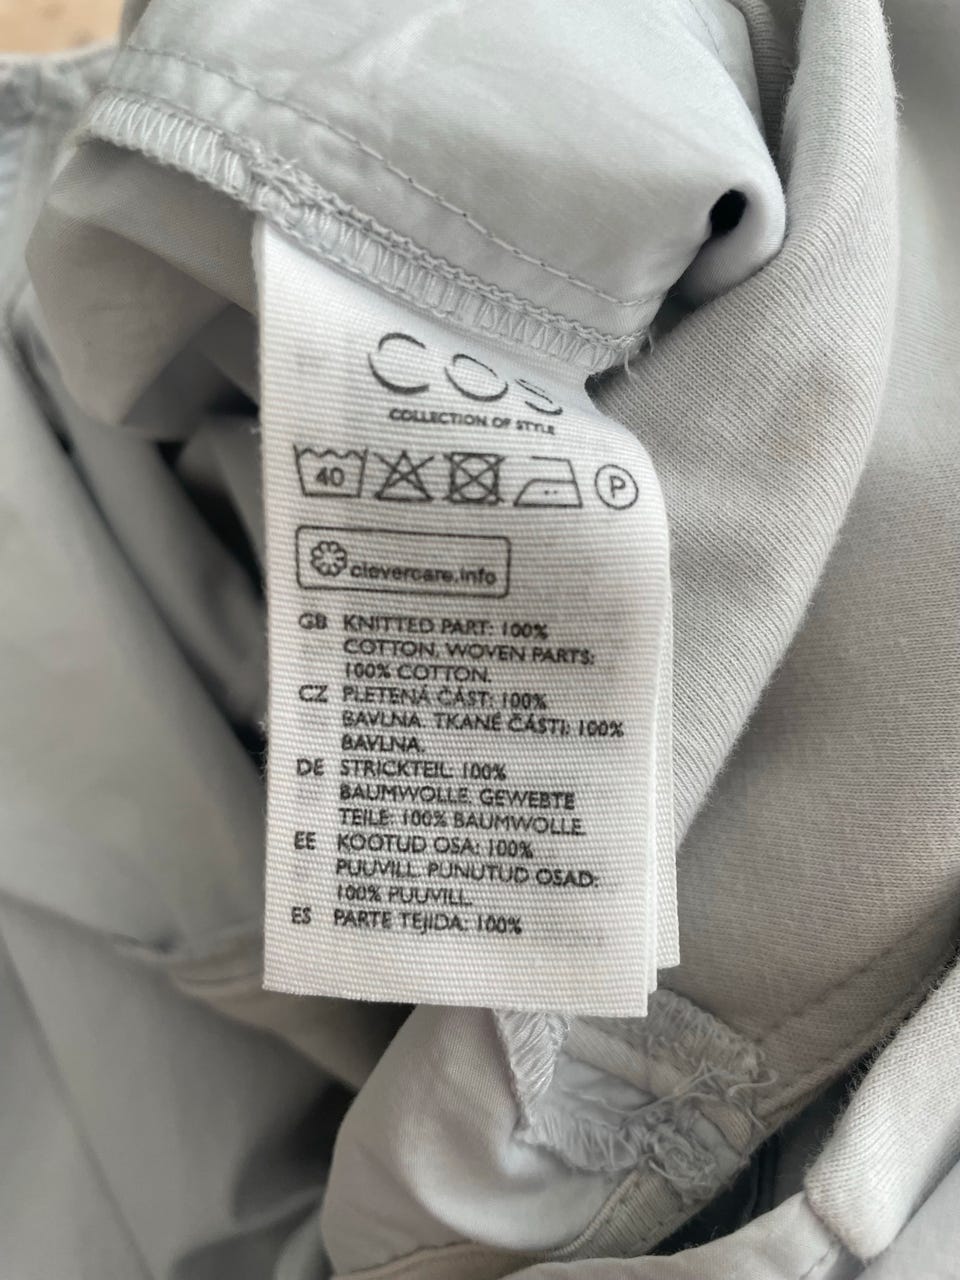 COS
COLLECTION OF STYLE
40
P
clevercare.info
GB KNITTED PART: 100%
COTTON, WOVEN PARTS:
100% COTTON.
CZ PLETENÁ ČÁST: 100%
BAVLNA. TKANÉ ČÁSTI: 100%
BAVLNA.
DE STRICKTEIL: 100%
BAUMWOLLE. GEWEBTE
TEILE: 100% BAUMWOLLE.
EE KOOTUD OSA: 100%
PUUVILL. PUNUTUD OSAD:
100% PUUVILL.
ES PARTE TEJIDA: 100%